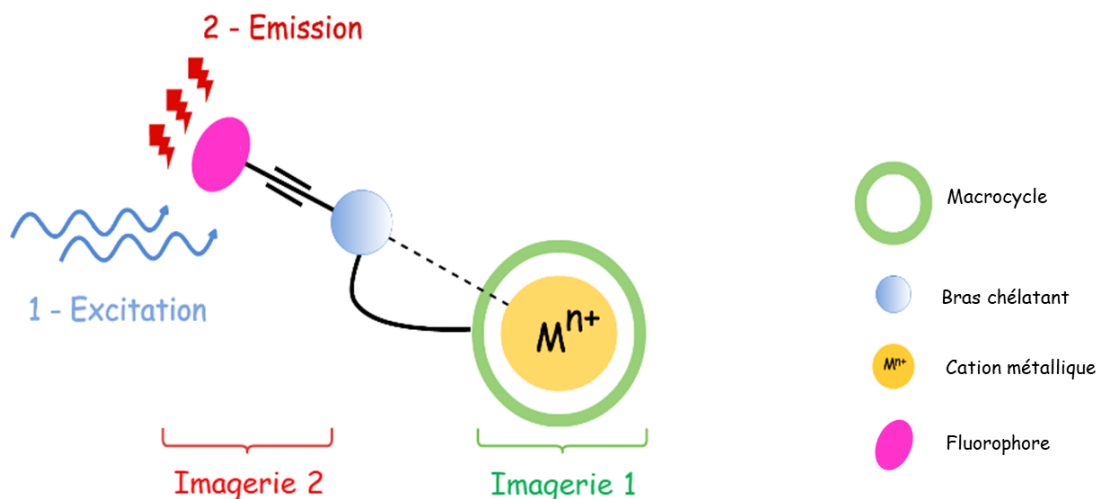 2 - Emission
1 - Excitation
Mn+
Imagerie 2
Imagerie 1
Macrocycle
Bras chélatant
Mn+
Cation métallique
Fluorophore